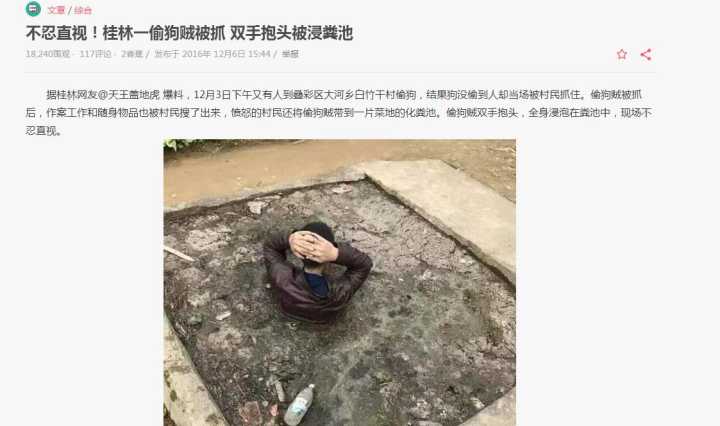 文章 / 综合
不忍直视！桂林一偷狗贼被抓 双手抱头被浸粪池
18,240围观 · 117评论 · 2香蕉 / 发布于 2016年 12月6日 15:44 / 举报
据桂林网友@天王盖地虎 爆料，12月3日下午又有人到叠彩区大河乡白竹干村偷狗，结果狗没偷到人却当场被村民抓住。偷狗贼被抓
后，作案工作和随身物品也被村民搜了出来，愤怒的村民还将偷狗贼带到一片菜地的化粪池。偷狗贼双手抱头，全身浸泡在粪池中，现场不
忍直视。